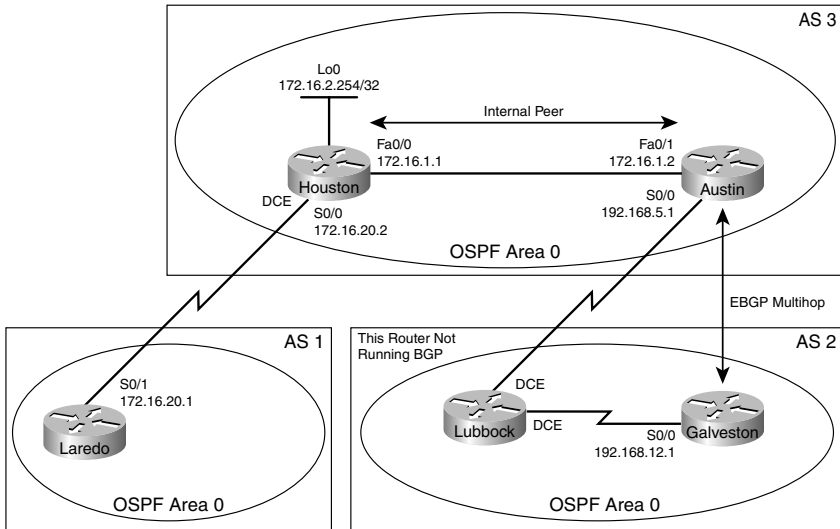 AS 3
Lo0
172.16.2.254/32
Internal Peer
Fa0/0
172.16.1.1
Fa0/1
172.16.1.2
Houston
Austin
DCE
S0/0
172.16.20.2
S0/0
192.168.5.1
OSPF Area 0
EBGP Multihop
AS 1
This Router Not
Running BGP
AS 2
S0/1
172.16.20.1
Laredo
DCE
Lubbock
DCE
Galveston
S0/0
192.168.12.1
OSPF Area 0
OSPF Area 0